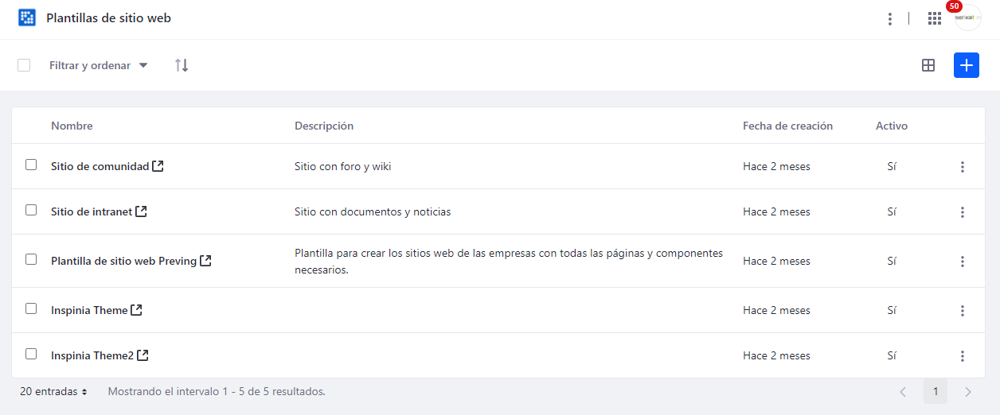 Plantillas de sitio web
50
Filtrar y ordenar
Nombre Descripción Fecha de creación Activo
Sitio de comunidad Sitio con foro y wiki Hace 2 meses Sí
Sitio de intranet Sitio con documentos y noticias Hace 2 meses Sí
Plantilla de sitio web Preving Plantilla para crear los sitios web de las empresas con todas las páginas y componentes Hace 2 meses Sí
necesarios.
Inspinia Theme Hace 2 meses Sí
Inspinia Theme2 Hace 2 meses Sí
20 entradas Mostrando el intervalo 1 - 5 de 5 resultados. 1